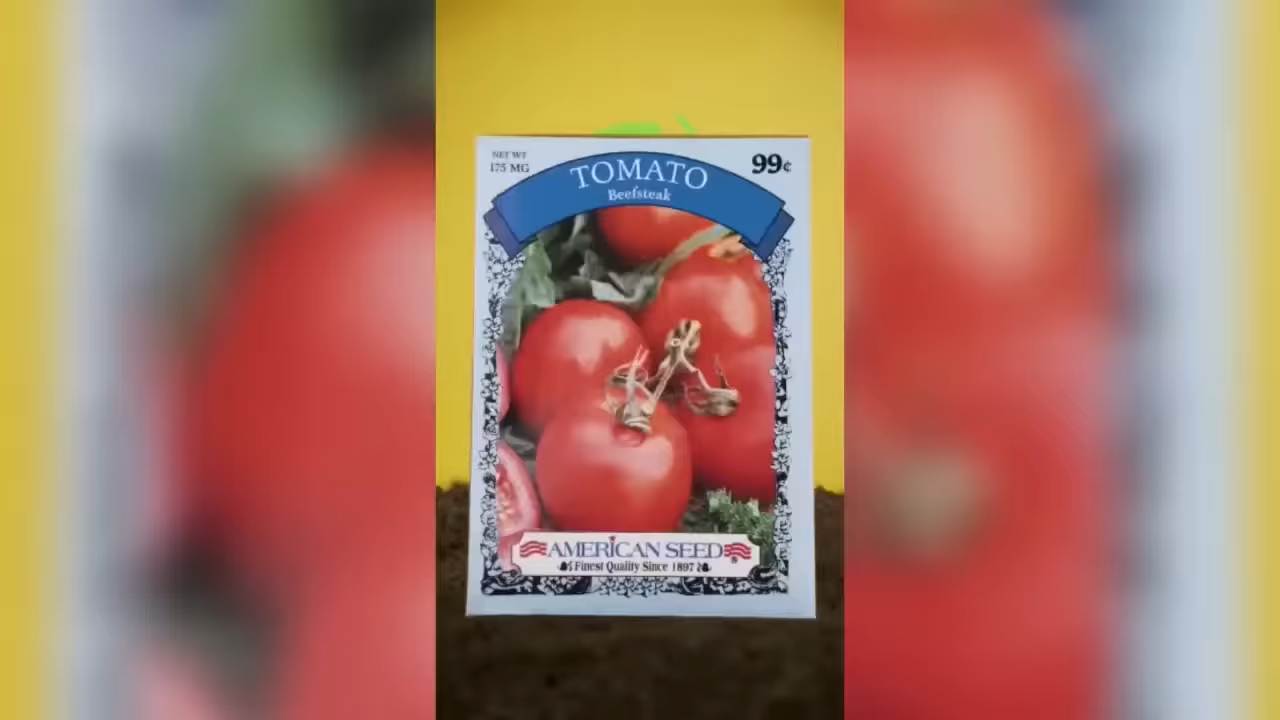 NET WT
175 MG
99¢
TOMATO
Beefsteak
AMERICAN SEED®
Finest Quality Since 1897